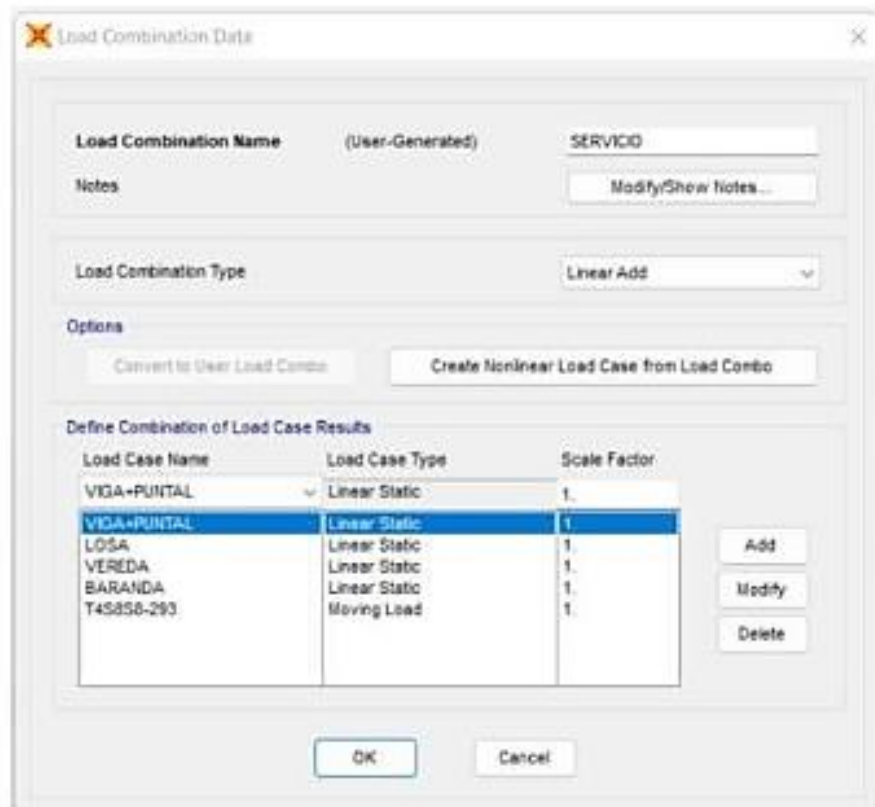 Load Combination Data
Load Combination Name (User-Generated) SERVICIO
Notes Modify/Show Notes...
Load Combination Type Linear Add
Options
Convert to User Load Combo Create Nonlinear Load Case from Load Combo
Define Combination of Load Case Results
Load Case Name Load Case Type Scale Factor
VIGA+PUNTAL Linear Static 1.
VIGA+PUNTAL Linear Static 1.
LOSA Linear Static 1.
VEREDA Linear Static 1.
BARANDA Linear Static 1.
T4S8S8-293 Moving Load 1.
Add
Modify
Delete
OK Cancel